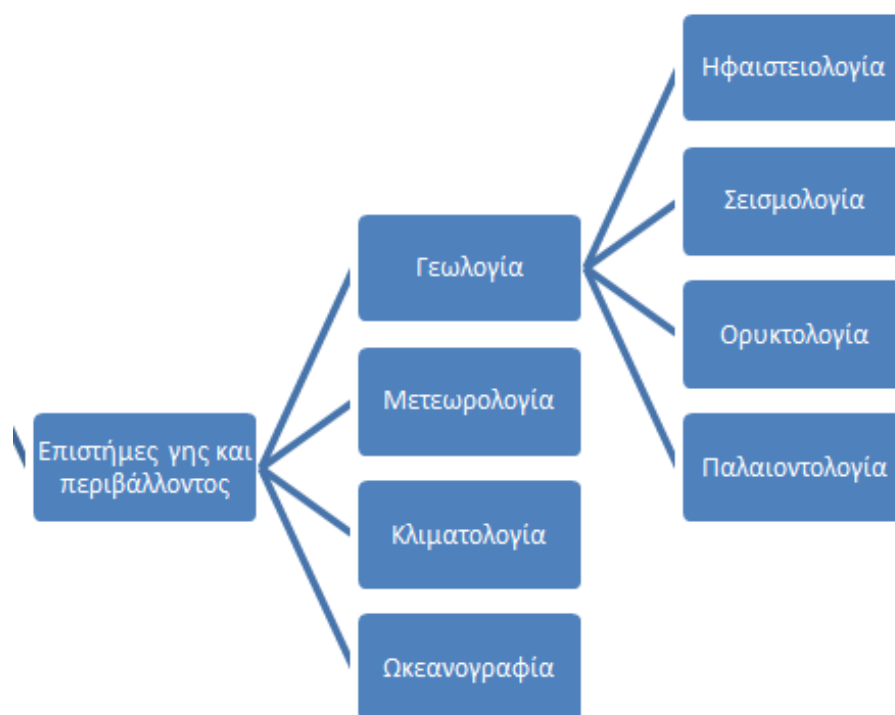 Επιστήμες γης και
περιβάλλοντος
Γεωλογία
Μετεωρολογία
Κλιματολογία
Ωκεανογραφία
Ηφαιστειολογία
Σεισμολογία
Ορυκτολογία
Παλαιοντολογία